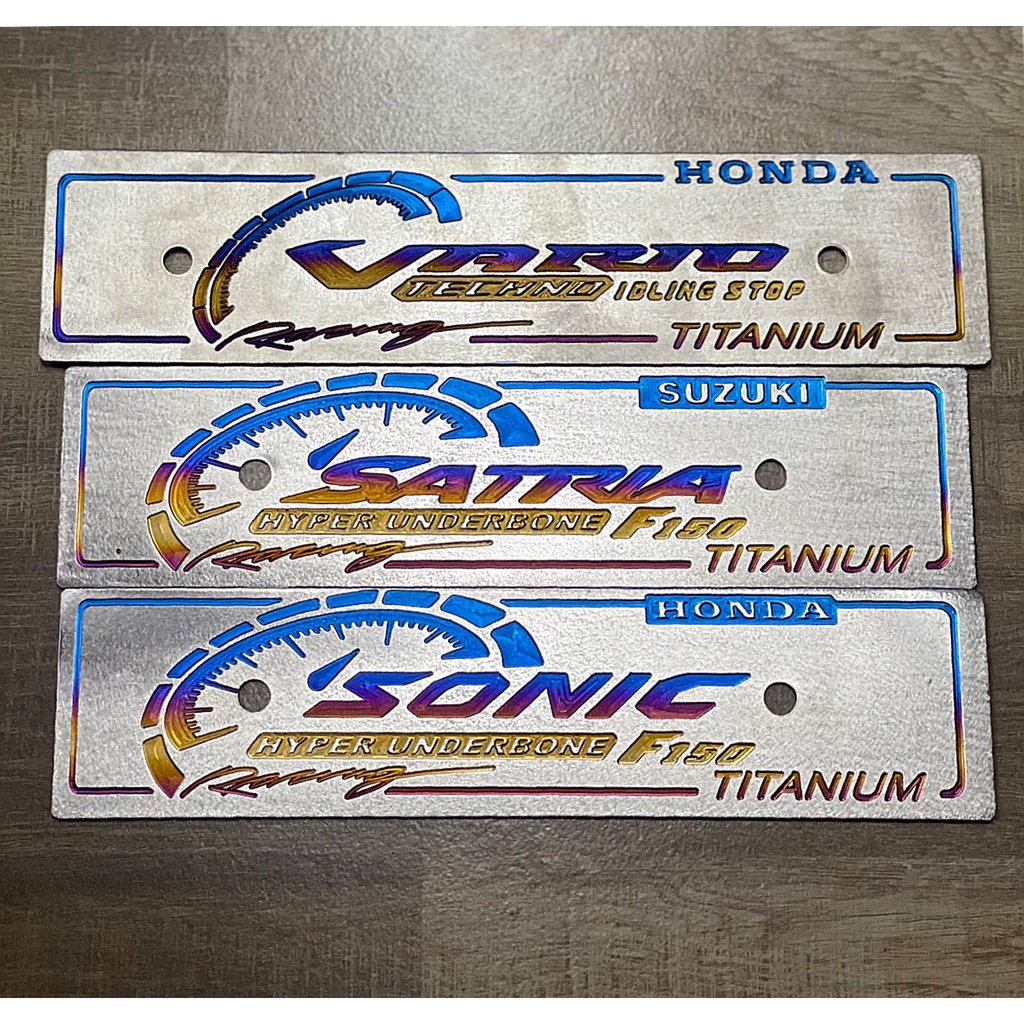 HONDA
VARIO
TECHNO IDLING STOP
Racing TITANIUM
SUZUKI
SATRIA
HYPER UNDERBONE F150
Racing TITANIUM
HONDA
SONIC
HYPER UNDERBONE F150
Racing TITANIUM